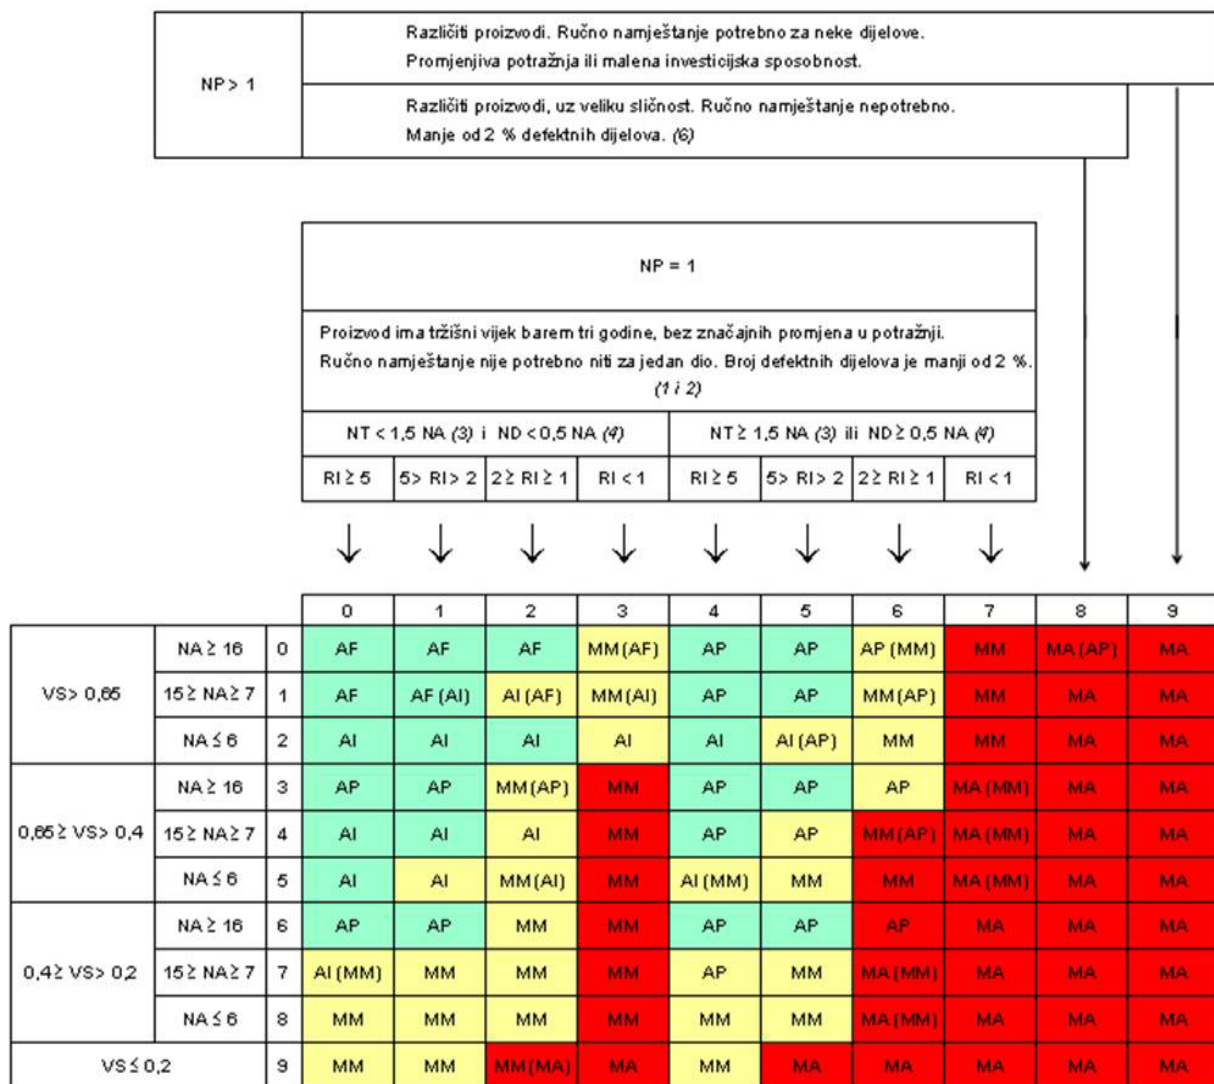 NP > 1
Različiti proizvodi. Ručno namještanje potrebno za neke dijelove.
Promjenjiva potražnja ili malena investicijska sposobnost.
Različiti proizvodi, uz veliku sličnost. Ručno namještanje nepotrebno.
Manje od 2 % defektnih dijelova. (6)
NP = 1
Proizvod ima tržišni vijek barem tri godine, bez značajnih promjena u potražnji.
Ručno namještanje nije potrebno niti za jedan dio. Broj defektnih dijelova je manji od 2 %.
(1 i 2)
NT < 1,5 NA (3) i ND < 0,5 NA (4) NT ≥ 1,5 NA (3) ili ND ≥ 0,5 NA (4)
RI ≥ 5 5> RI > 2 2 ≥ RI ≥ 1 RI < 1 RI ≥ 5 5> RI > 2 2 ≥ RI ≥ 1 RI < 1
0 1 2 3 4 5 6 7 8 9
VS > 0,65
NA ≥ 16 0 AF AF AF MM (AF) AP AP AP (MM) MM MA (AP) MA
15 ≥ NA ≥ 7 1 AF AF (AI) AI (AF) MM (AI) AP AP MM (AP) MM MA MA
NA ≤ 6 2 AI AI AI AI AI AI (AP) MM MM MA MA
0,65 ≥ VS > 0,4
NA ≥ 16 3 AP AP MM (AP) MM AP AP AP MA (MM) MA MA
15 ≥ NA ≥ 7 4 AI AI AI MM AP AP MM (AP) MA (MM) MA MA
NA ≤ 6 5 AI AI MM (AI) MM AI (MM) MM MM MA (MM) MA MA
0,4 ≥ VS > 0,2
NA ≥ 16 6 AP AP MM MM AP AP AP MA MA MA
15 ≥ NA ≥ 7 7 AI (MM) MM MM MM AP MM MA (MM) MA MA MA
NA ≤ 6 8 MM MM MM MM MM MM MA (MM) MA MA MA
VS ≤ 0,2 9 MM MM MM (MA) MA MM MA MA MA MA MA